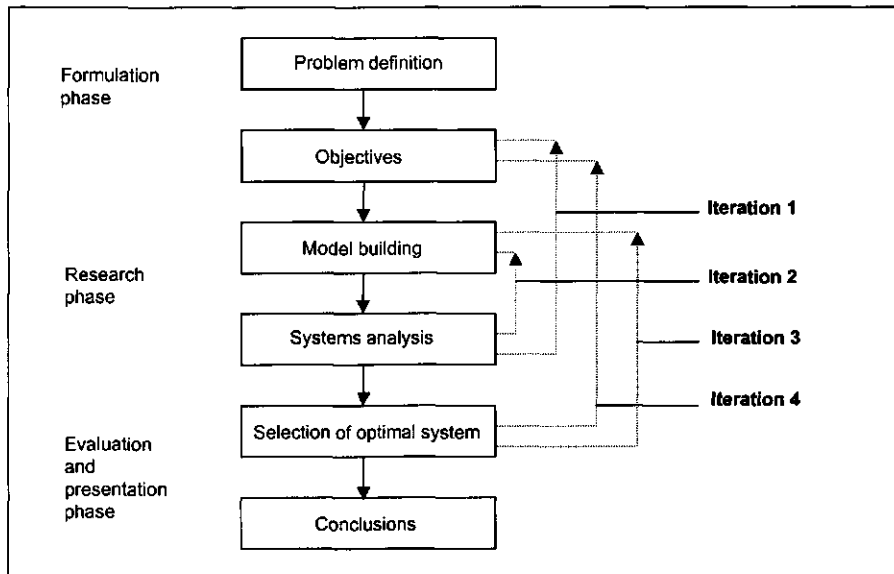 Formulation
phase
Problem definition
Objectives
Iteration 1
Research
phase
Model building
Iteration 2
Systems analysis
Iteration 3
Iteration 4
Evaluation
and
presentation
phase
Selection of optimal system
Conclusions